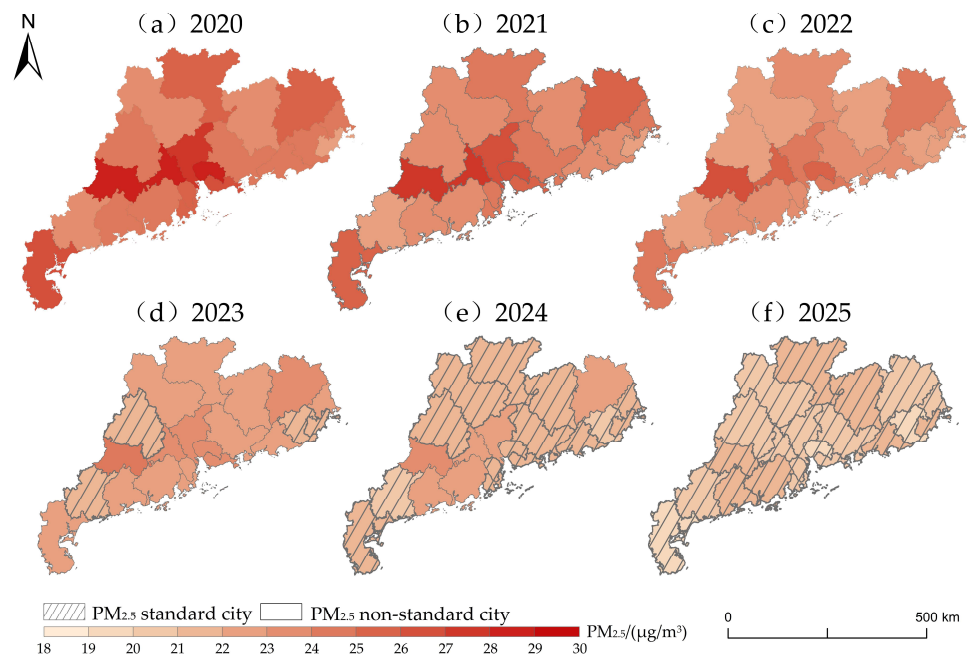 N
（a）2020
（b）2021
（c）2022
（d）2023
（e）2024
（f）2025
PM2.5 standard city
PM2.5 non-standard city
18 19 20 21 22 23 24 25 26 27 28 29 30
PM2.5/(μg/m³)
0 500 km